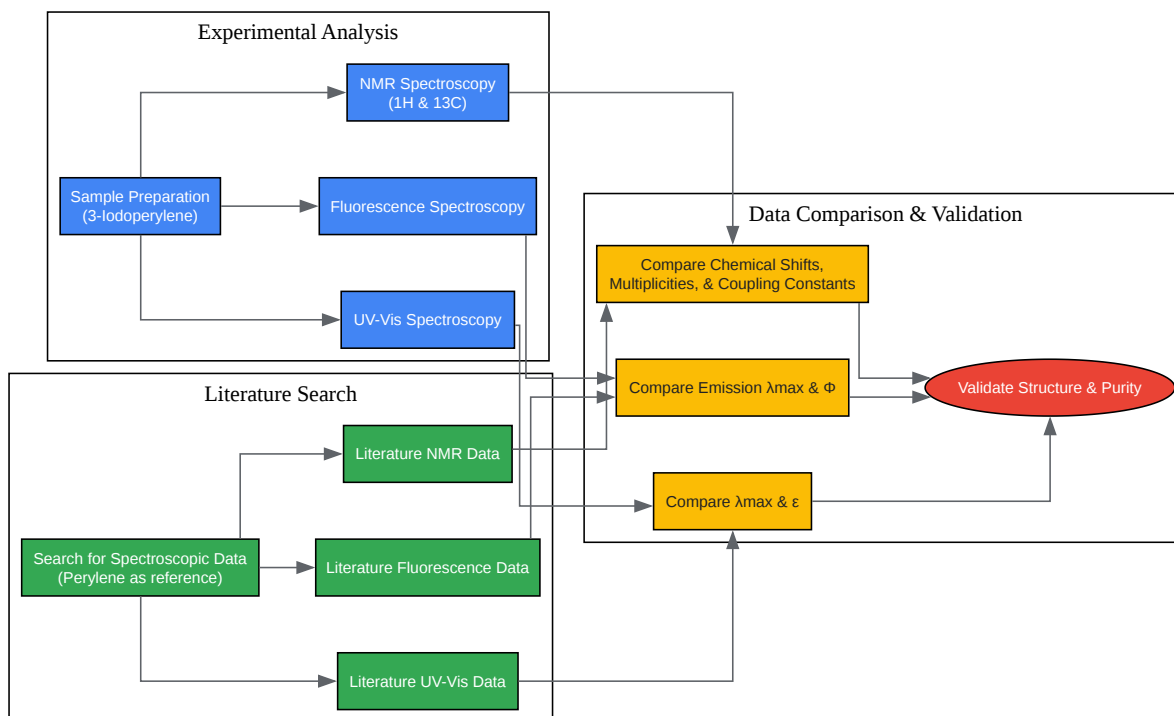 Experimental Analysis
NMR Spectroscopy
(1H & 13C)
Sample Preparation
(3-Iodoperylene)
Fluorescence Spectroscopy
UV-Vis Spectroscopy
Literature Search
Literature NMR Data
Search for Spectroscopic Data
(Perylene as reference)
Literature Fluorescence Data
Literature UV-Vis Data
Data Comparison & Validation
Compare Chemical Shifts,
Multiplicities, & Coupling Constants
Compare Emission λmax & Φ
Compare λmax & ε
Validate Structure & Purity